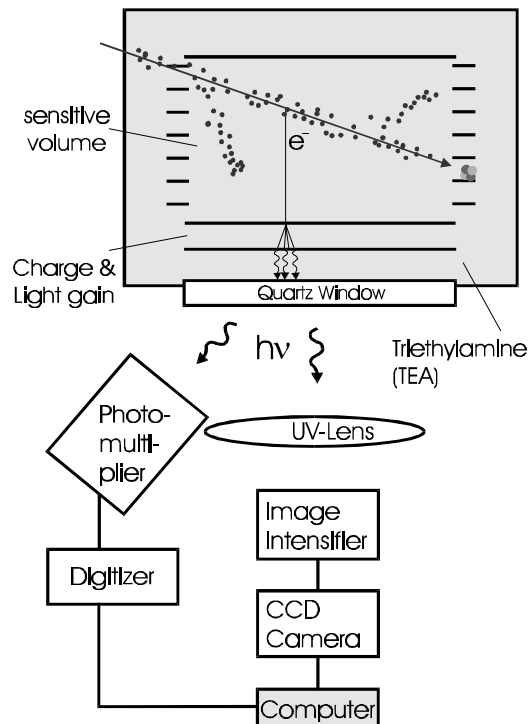 sensitive
volume
e⁻
Charge &
Light gain
Quartz Window
Triethylamine
(TEA)
hν
Photo-
multi-
plier
UV-Lens
Image
Intensifier
Digitizer
CCD
Camera
Computer